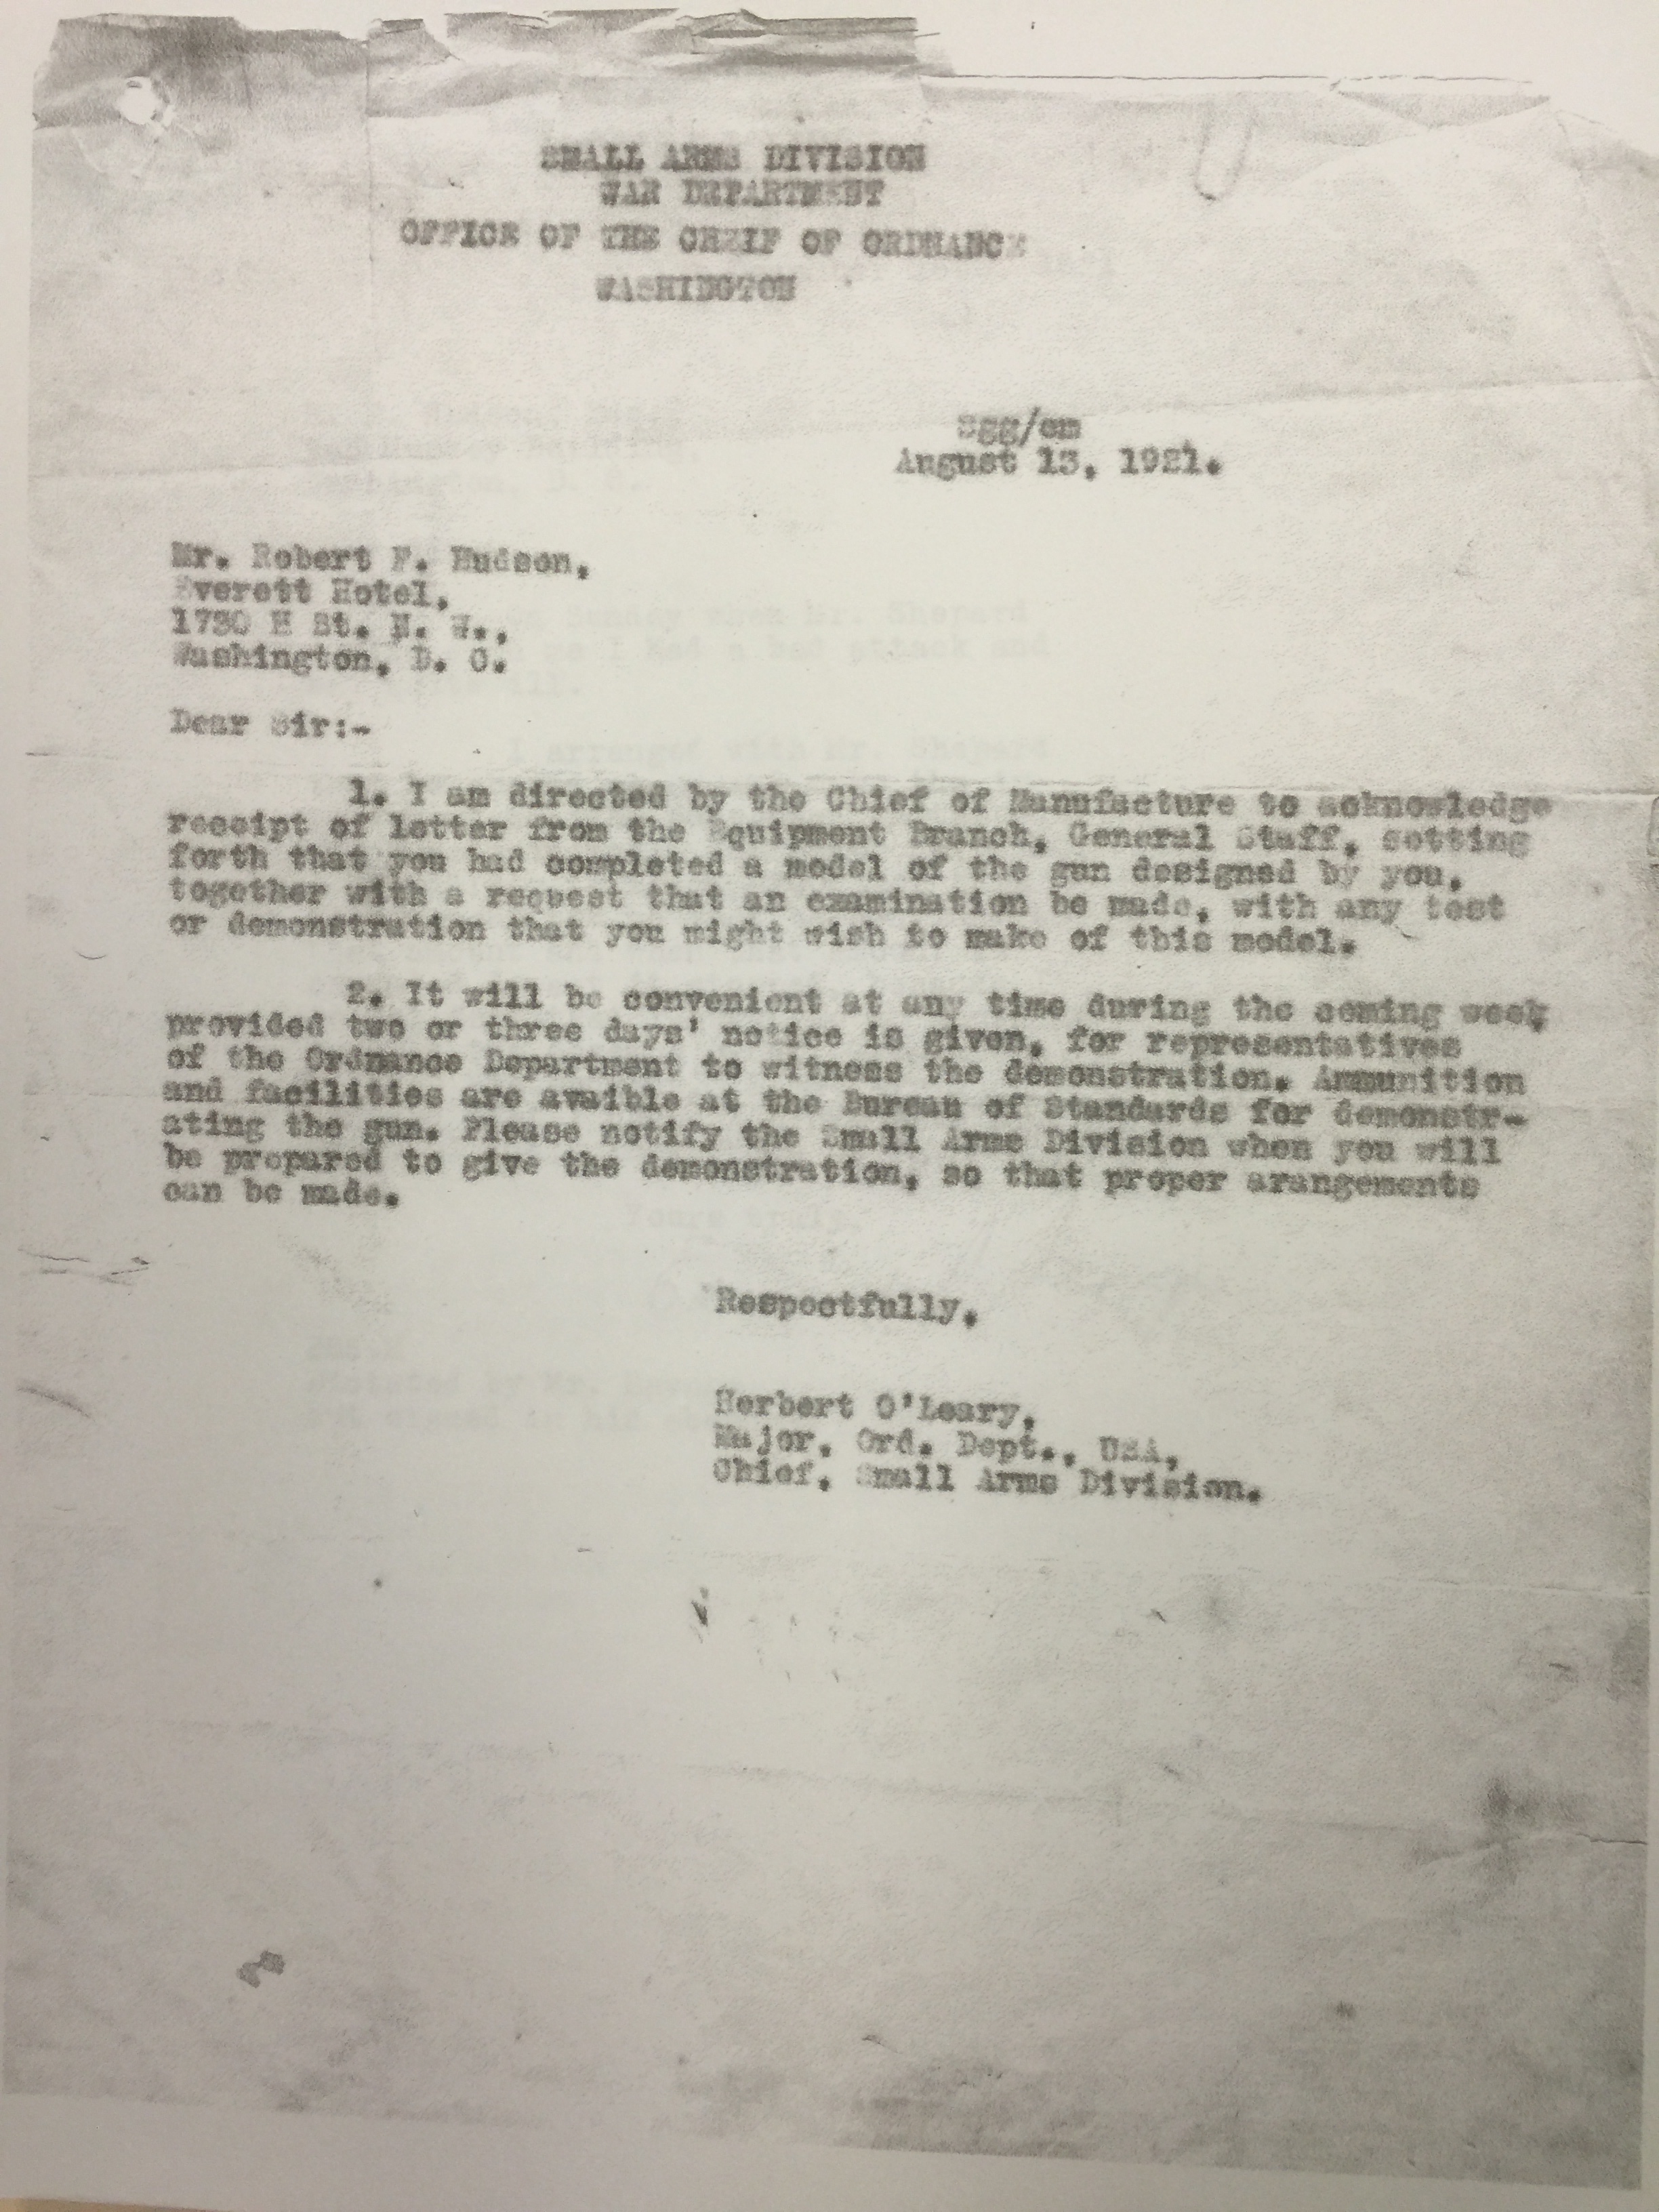 SMALL ARMS DIVISION
WAR DEPARTMENT
OFFICE OF THE CHEIF OF ORDNANCE
WASHINGTON
August 13, 1921.
Mr. Robert F. Hudson,
Everett Hotel,
1730 H St. N. W.,
Washington, D. C.
Dear Sir:-
1. I am directed by the Chief of Manufacture to acknowledge
receipt of letter from the Equipment Branch, General Staff, setting
forth that you had completed a model of the gun designed by you,
together with a request that an examination be made, with any test
or demonstration that you might wish to make of this model.
2. It will be convenient at any time during the coming week
provided two or three days' notice is given, for representatives
of the Ordnance Department to witness the demonstration. Ammunition
and facilities are avaible at the Bureau of Standards for demonstr-
ating the gun. Please notify the Small Arms Division when you will
be prepared to give the demonstration, so that proper arangements
can be made.
Respectfully,
Herbert O'Leary,
Major, Ord. Dept., USA,
Chief, Small Arms Division.